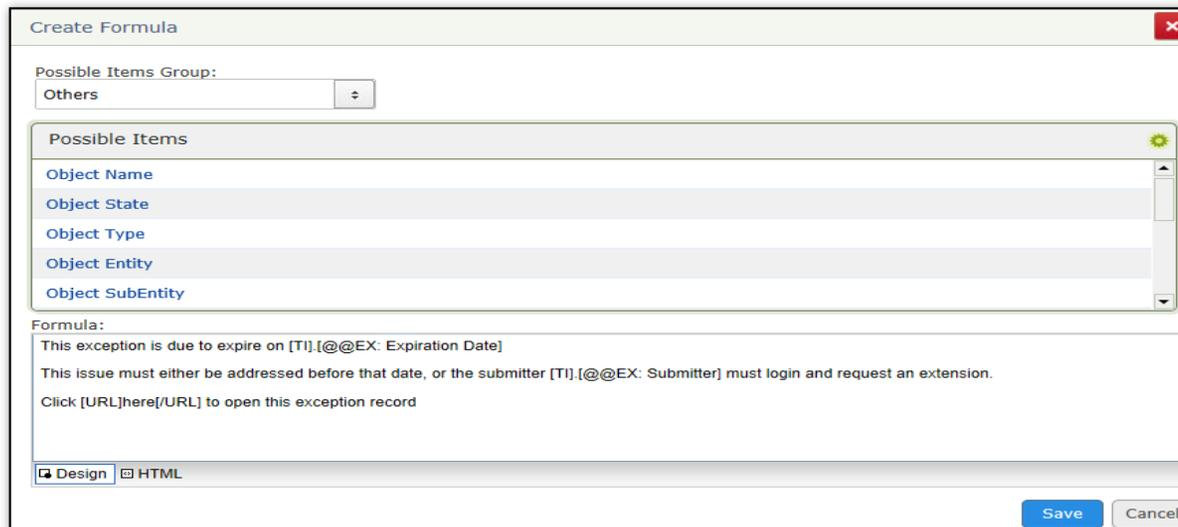 Create Formula
Possible Items Group:
Others
Possible Items
Object Name
Object State
Object Type
Object Entity
Object SubEntity
Formula:
This exception is due to expire on [TI].[@@EX: Expiration Date]
This issue must either be addressed before that date, or the submitter [TI].[@@EX: Submitter] must login and request an extension.
Click [URL]here[/URL] to open this exception record
Design HTML
Save Cancel